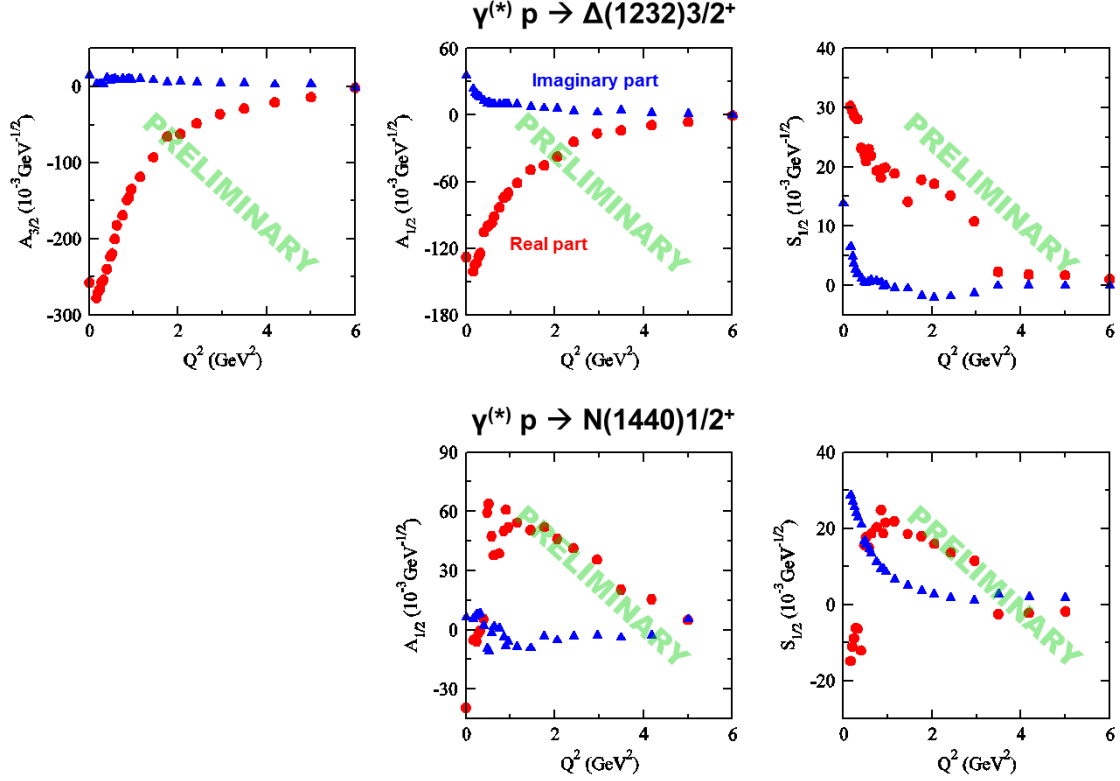 γ(*) p → Δ(1232)3/2+
A3/2 (10-3 GeV-1/2)
0
-100
-200
-300
0 2 4 6
Q2 (GeV2)
PRELIMINARY
A1/2 (10-3 GeV-1/2)
60
0
-60
-120
-180
0 2 4 6
Q2 (GeV2)
Imaginary part
Real part
PRELIMINARY
S1/2 (10-3 GeV-1/2)
40
30
20
10
0
0 2 4 6
Q2 (GeV2)
PRELIMINARY
γ(*) p → N(1440)1/2+
A1/2 (10-3 GeV-1/2)
90
60
30
0
-30
0 2 4 6
Q2 (GeV2)
PRELIMINARY
S1/2 (10-3 GeV-1/2)
40
20
0
-20
0 2 4 6
Q2 (GeV2)
PRELIMINARY